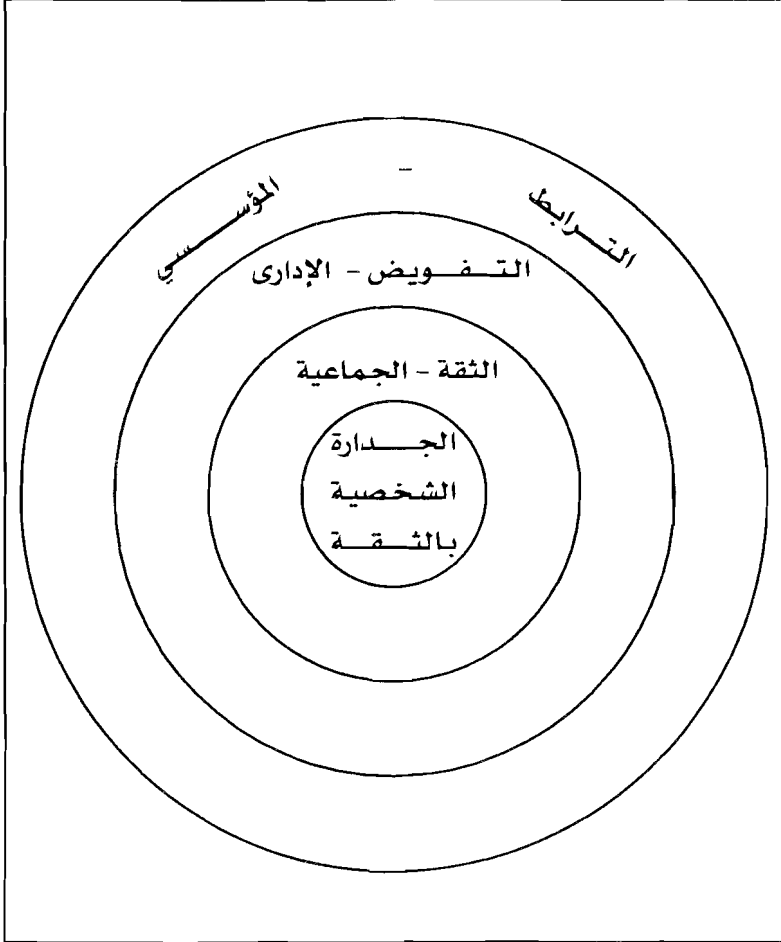 الترابط - المؤسسي
التفويض - الإدارى
الثقة - الجماعية
الجدارة
الشخصية
بالثقة